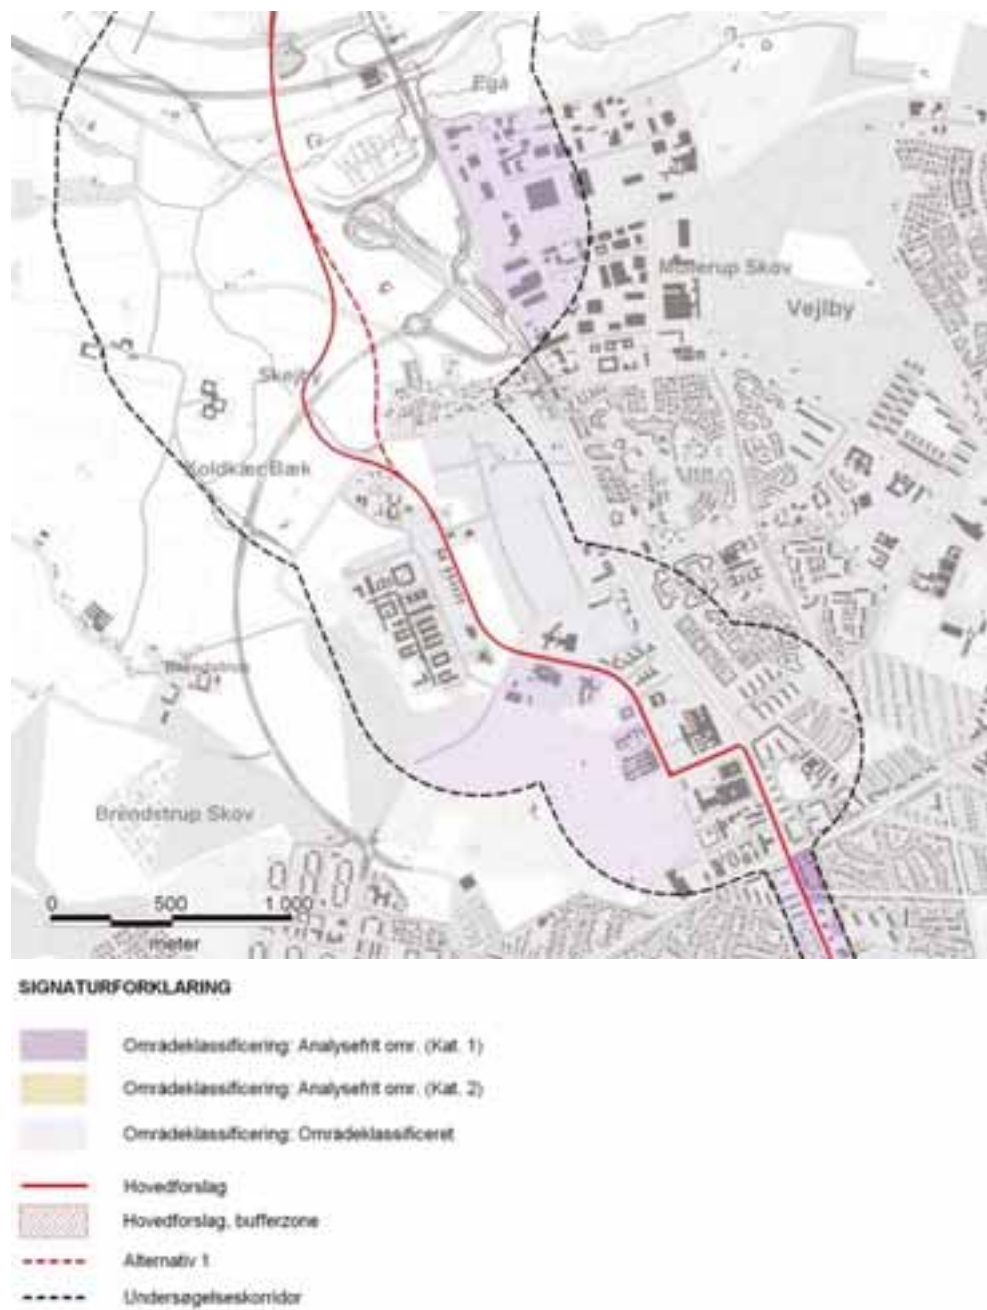 Egå
Møllerup Skov
Vejlby
Skejby
Koldkær Bæk
Brendstrup
Brendstrup Skov
0 500 1.000
meter
SIGNATURFORKLARING
Områdeklassificering: Analysefrit omr. (Kat. 1)
Områdeklassificering: Analysefrit omr. (Kat. 2)
Områdeklassificering: Områdeklassificeret
Hovedforslag
Hovedforslag, bufferzone
Alternativ 1
Undersøgelseskorridor